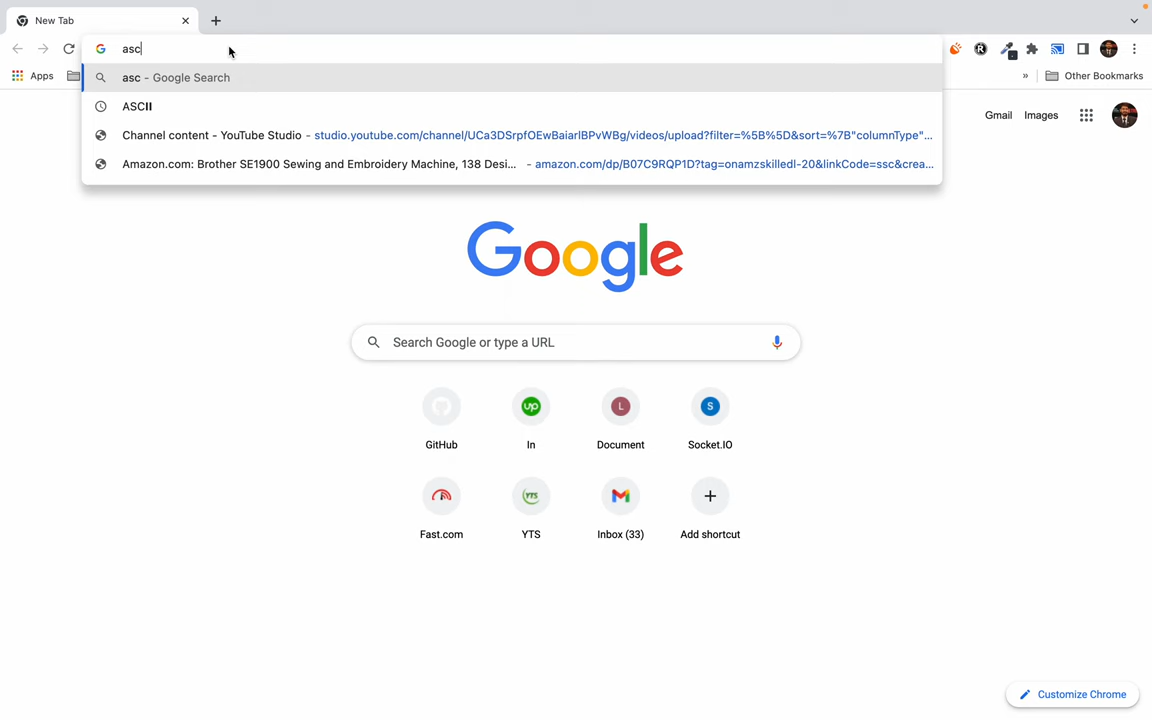 New Tab
asc
asc - Google Search
ASCII
Channel content - YouTube Studio - studio.youtube.com/channel/UCa3DSrpfOEwBaiarlBPvWBg/videos/upload?filter=%5B%5D&sort=%7B"columnType"...
Amazon.com: Brother SE1900 Sewing and Embroidery Machine, 138 Desi... - amazon.com/dp/B07C9RQP1D?tag=onamzskilledl-20&linkCode=ssc&crea...
Apps
» Other Bookmarks
Gmail Images
Google
Search Google or type a URL
GitHub In Document Socket.IO
Fast.com YTS Inbox (33) Add shortcut
Customize Chrome